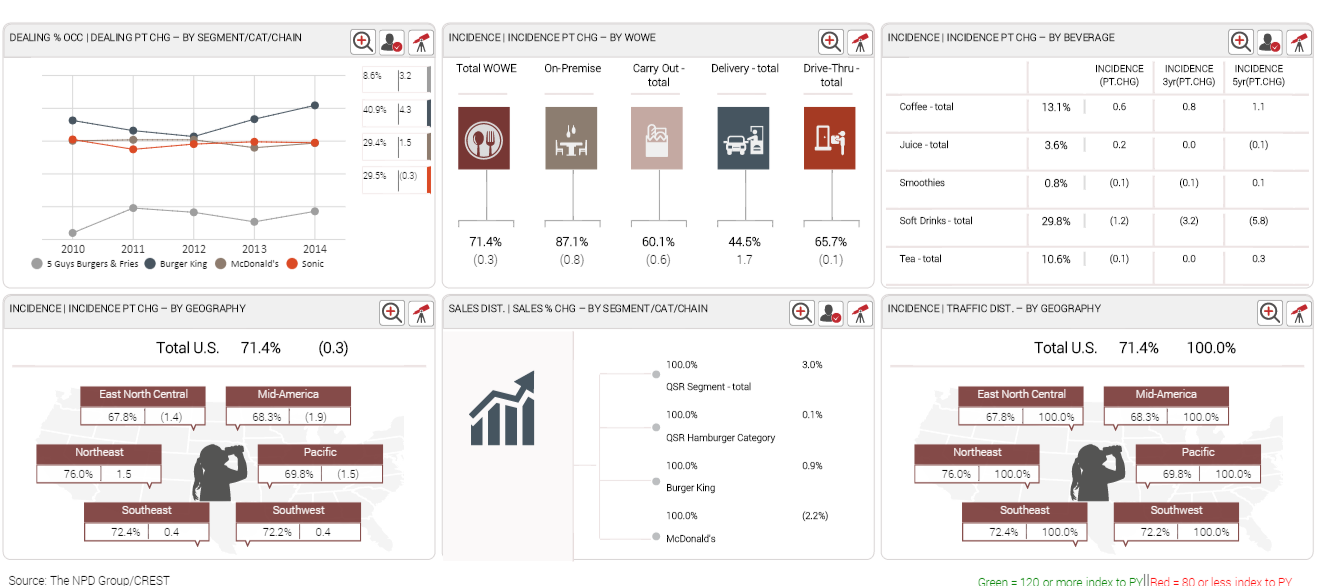 DEALING % OCC | DEALING PT CHG – BY SEGMENT/CAT/CHAIN
8.6% 3.2
40.9% 4.3
29.4% 1.5
29.5% (0.3)
2010 2011 2012 2013 2014
5 Guys Burgers & Fries Burger King McDonald's Sonic
INCIDENCE | INCIDENCE PT CHG – BY WOWE
Total WOWE On-Premise Carry Out - Delivery - total Drive-Thru -
total total
71.4% 87.1% 60.1% 44.5% 65.7%
(0.3) (0.8) (0.6) 1.7 (0.1)
INCIDENCE | INCIDENCE PT CHG – BY BEVERAGE
INCIDENCE INCIDENCE INCIDENCE
(PT.CHG) 3yr(PT.CHG) 5yr(PT.CHG)
Coffee - total 13.1% 0.6 0.8 1.1
Juice - total 3.6% 0.2 0.0 (0.1)
Smoothies 0.8% (0.1) (0.1) 0.1
Soft Drinks - total 29.8% (1.2) (3.2) (5.8)
Tea - total 10.6% (0.1) 0.0 0.3
INCIDENCE | INCIDENCE PT CHG – BY GEOGRAPHY
Total U.S. 71.4% (0.3)
East North Central Mid-America
67.8% (1.4) 68.3% (1.9)
Northeast Pacific
76.0% 1.5 69.8% (1.5)
Southeast Southwest
72.4% 0.4 72.2% 0.4
SALES DIST. | SALES % CHG – BY SEGMENT/CAT/CHAIN
100.0% 3.0%
QSR Segment - total
100.0% 0.1%
QSR Hamburger Category
100.0% 0.9%
Burger King
100.0% (2.2%)
McDonald's
INCIDENCE | TRAFFIC DIST. – BY GEOGRAPHY
Total U.S. 71.4% 100.0%
East North Central Mid-America
67.8% 100.0% 68.3% 100.0%
Northeast Pacific
76.0% 100.0% 69.8% 100.0%
Southeast Southwest
72.4% 100.0% 72.2% 100.0%
Source: The NPD Group/CREST
Green = 120 or more index to PY||Red = 80 or less index to PY